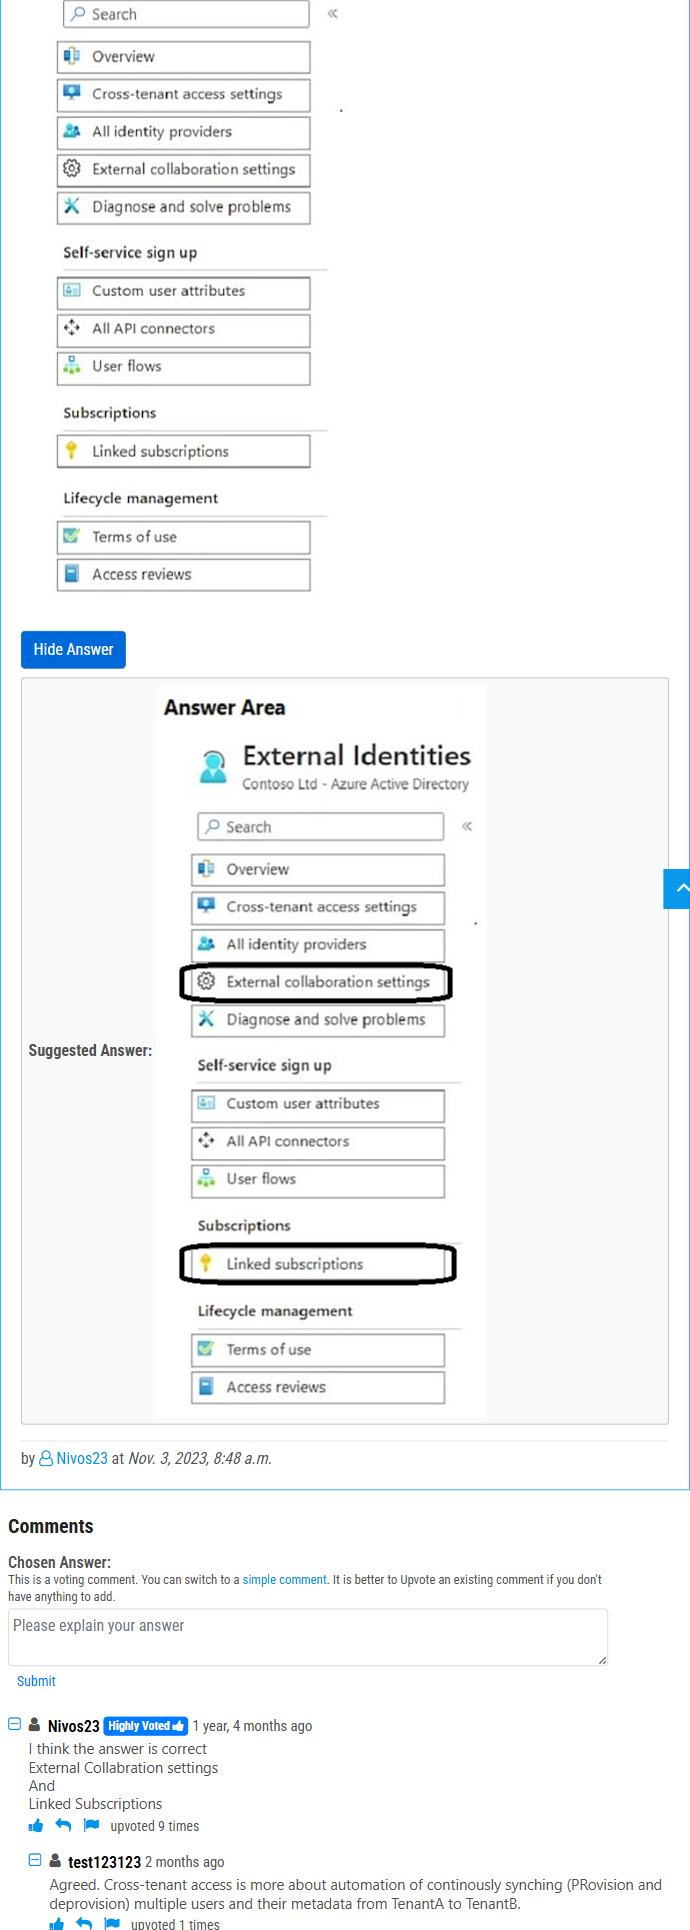 Search
Overview
Cross-tenant access settings
All identity providers
External collaboration settings
Diagnose and solve problems
Self-service sign up
Custom user attributes
All API connectors
User flows
Subscriptions
Linked subscriptions
Lifecycle management
Terms of use
Access reviews
Hide Answer
Suggested Answer:
Answer Area
External Identities
Contoso Ltd - Azure Active Directory
Search
Overview
Cross-tenant access settings
All identity providers
External collaboration settings
Diagnose and solve problems
Self-service sign up
Custom user attributes
All API connectors
User flows
Subscriptions
Linked subscriptions
Lifecycle management
Terms of use
Access reviews
by Nivos23 at Nov. 3, 2023, 8:48 a.m.
Comments
Chosen Answer:
This is a voting comment. You can switch to a simple comment. It is better to Upvote an existing comment if you don't
have anything to add.
Please explain your answer
Submit
Nivos23 Highly Voted 1 year, 4 months ago
I think the answer is correct
External Collabration settings
And
Linked Subscriptions
upvoted 9 times
test123123 2 months ago
Agreed. Cross-tenant access is more about automation of continously synching (PRovision and
deprovision) multiple users and their metadata from TenantA to TenantB.
upvoted 1 times